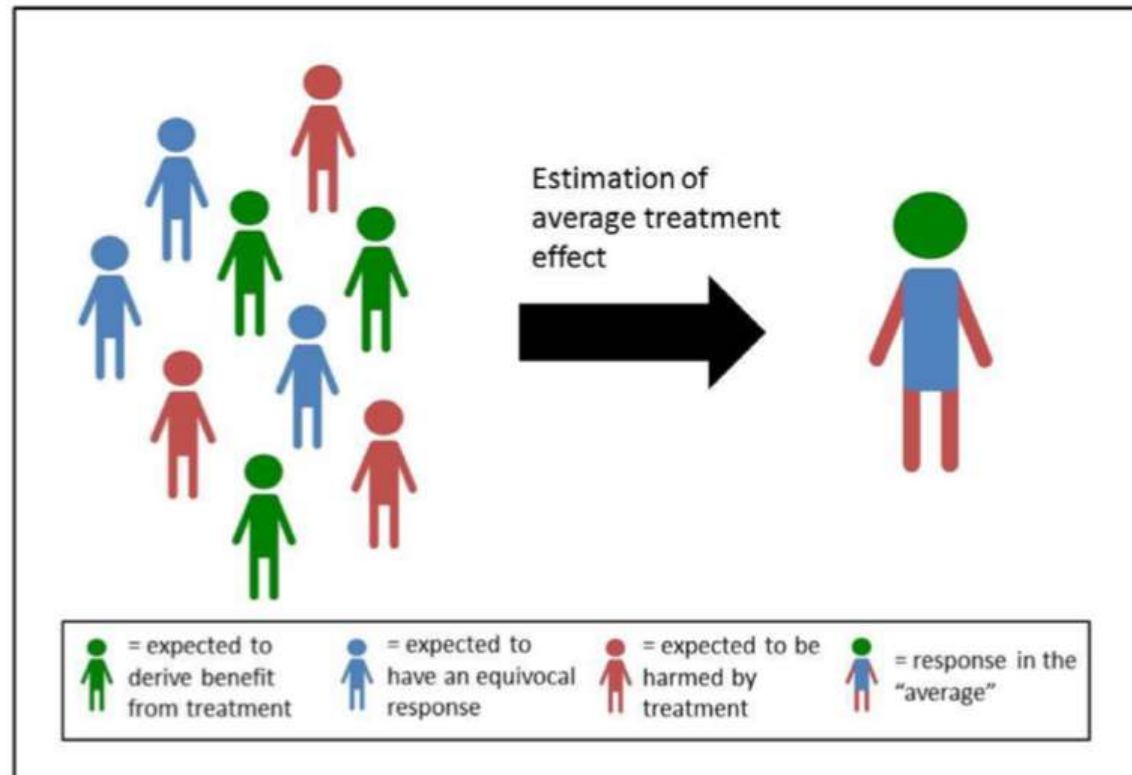 Estimation of
average treatment
effect
= expected to
derive benefit
from treatment
= expected to
have an equivocal
response
= expected to be
harmed by
treatment
= response in the
“average”